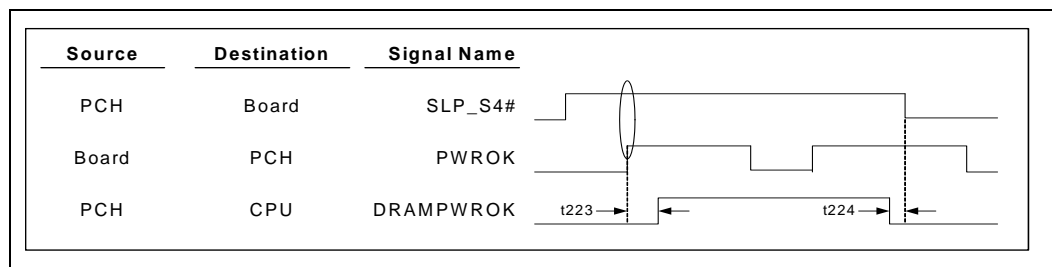 Source Destination Signal Name
PCH Board SLP_S4#
Board PCH PWROK
PCH CPU DRAMPWROK t223 t224